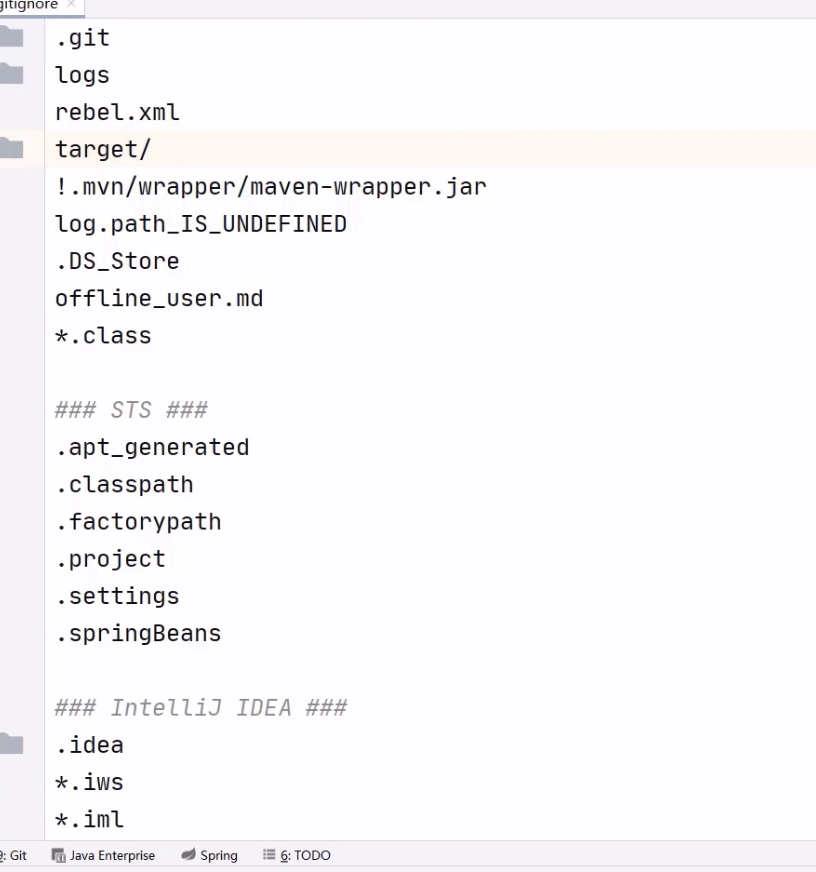 gitignore ×
.git
logs
rebel.xml
target/
!.mvn/wrapper/maven-wrapper.jar
log.path_IS_UNDEFINED
.DS_Store
offline_user.md
*.class
### STS ###
.apt_generated
.classpath
.factorypath
.project
.settings
.springBeans
### IntelliJ IDEA ###
.idea
*.iws
*.iml
9: Git Java Enterprise Spring 6: TODO